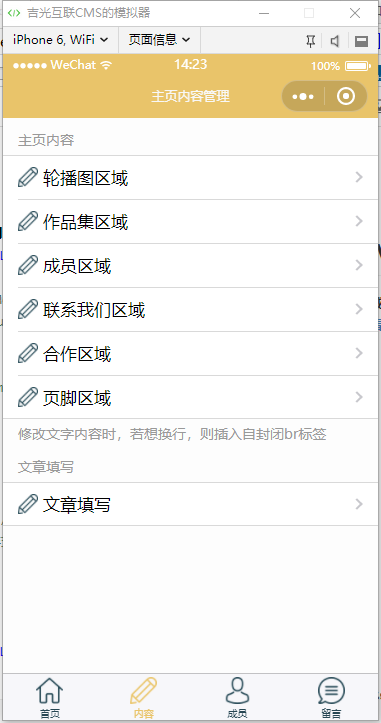 吉光互联CMS的模拟器
iPhone 6, WiFi 页面信息
WeChat 14:23 100%
主页内容管理
主页内容
轮播图区域
作品集区域
成员区域
联系我们区域
合作区域
页脚区域
修改文字内容时，若想换行，则插入自封闭br标签
文章填写
文章填写
首页 内容 成员 留言